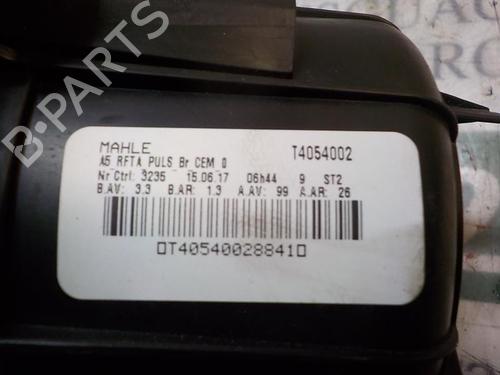 MAHLE T4054002
A5 RFTA PULS Br CEM 0
Nr Ctrl: 3235 15.06.17 06h44 9 ST2
B.AV: 3.3 B.AR: 1.3 A.AV: 99 A.AR: 26
0T405400288410
B-PARTS